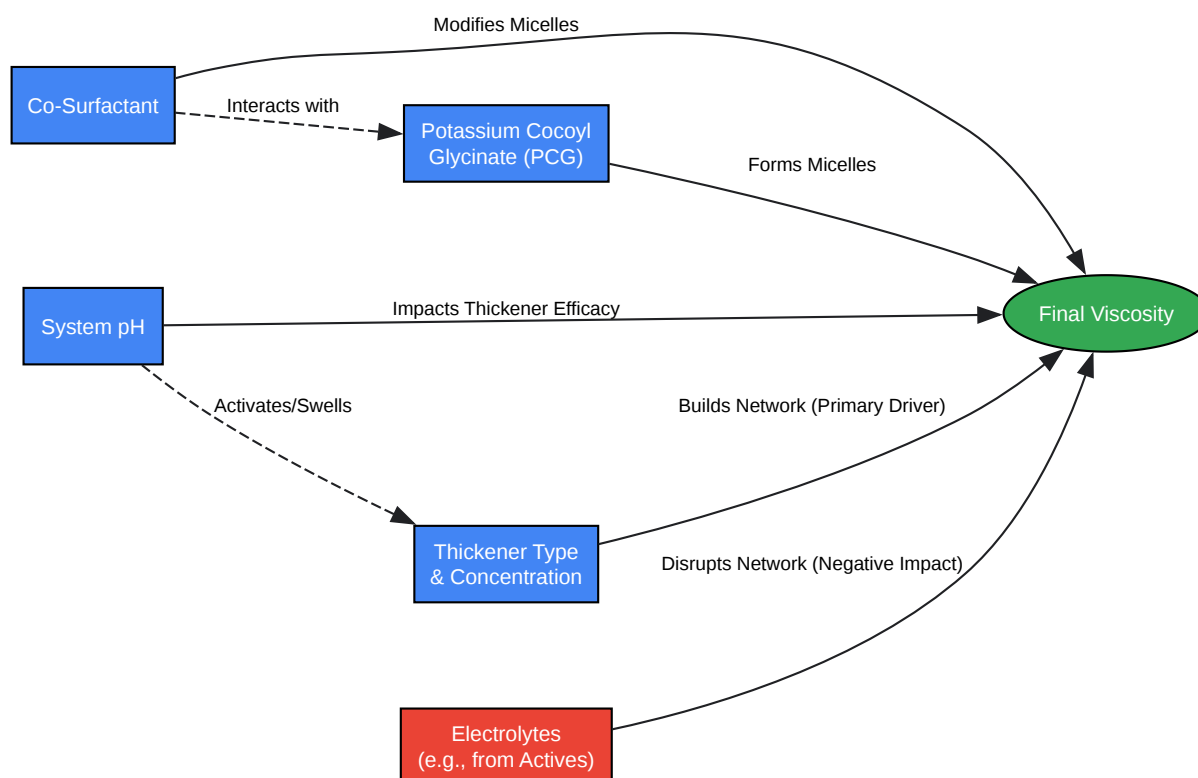 Modifies Micelles
Co-Surfactant
Interacts with
Potassium Cocoyl
Glycinate (PCG)
Forms Micelles
System pH
Impacts Thickener Efficacy
Final Viscosity
Activates/Swells
Builds Network (Primary Driver)
Thickener Type
& Concentration
Disrupts Network (Negative Impact)
Electrolytes
(e.g., from Actives)